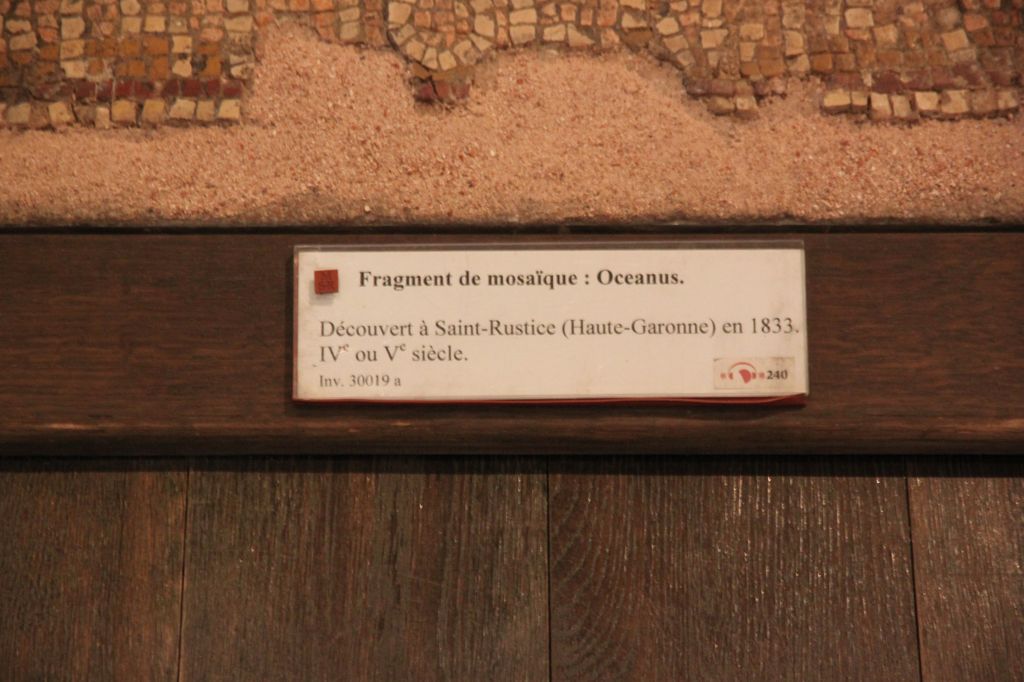 Fragment de mosaïque : Oceanus.
Découvert à Saint-Rustice (Haute-Garonne) en 1833.
IVe ou Ve siècle.
Inv. 30019 a
240